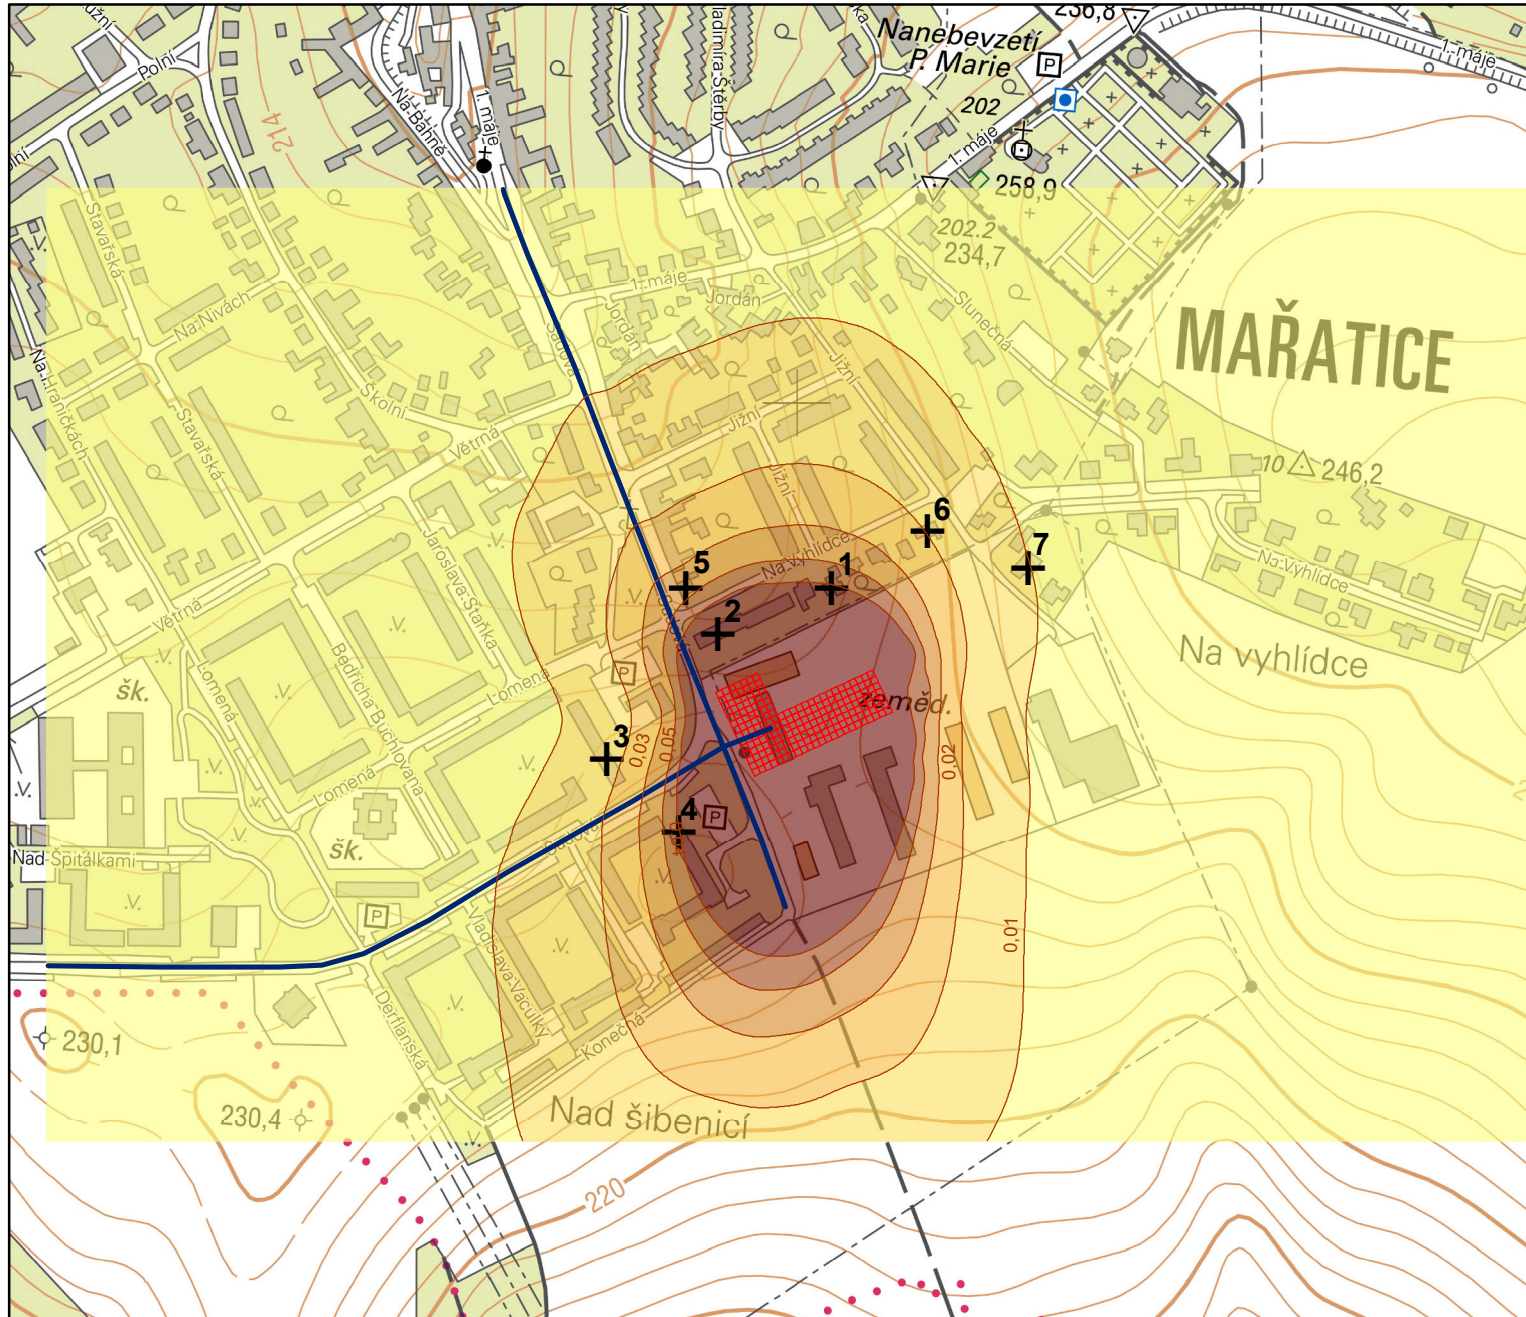 236,8
Nanebevzetí
P. Marie
P
1. máje
Polní
Na Bahně
1. máje
Vladimíra Štěrby
202
1. máje
214
258,9
202.2
234,7
Stavařská
1. máje
Jordán
Jordán
Slunečná
MAŘATICE
Na Nivách
Sadová
Jižní
Školní
Stavařská
Jižní
Větrná
Jižní
10
246,2
6
Na Vyhlídce
7
5
1
Jaroslava Staňka
Na Vyhlídce
2
Větrná
Bedřicha Buchlovana
Na vyhlídce
šk.
Lomená
P
Lomená
zeměd.
3
0,03
0,05
0,02
Lomená
4
P
šk.
Nad Špitálkami
P
Vladislava Vaculky
0,01
Derflanská
Konečná
230,1
230,4
Nad šibenicí
220